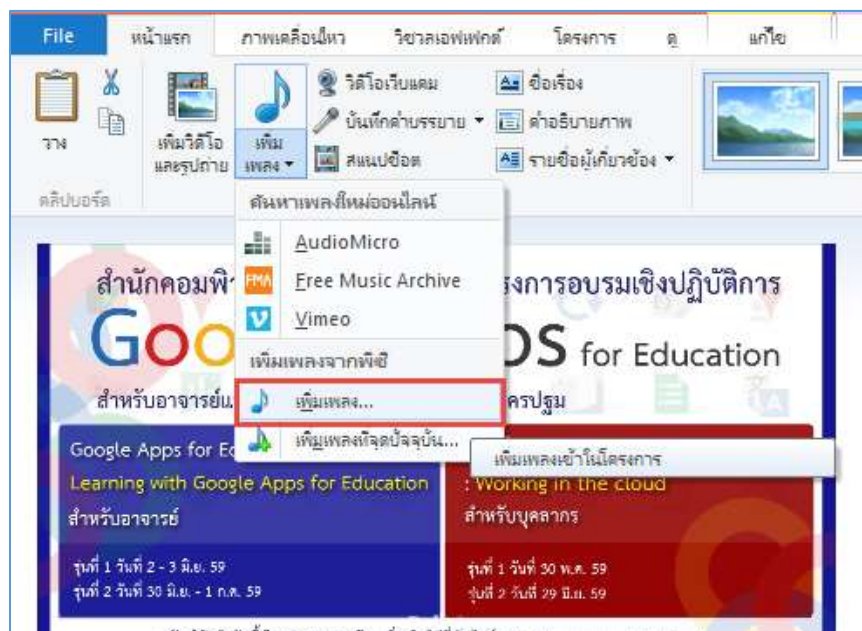 File หน้าแรก ภาพเคลื่อนไหว วิชวลเอฟเฟกต์ โครงการ ดู แก้ไข
วาง
คลิปบอร์ด
เพิ่มวิดีโอ
และรูปถ่าย
เพิ่ม
เพลง
วิดีโอเว็บแคม
บันทึกคำบรรยาย
สแนปช็อต
ชื่อเรื่อง
คำอธิบายภาพ
รายชื่อผู้เกี่ยวข้อง
ค้นหาเพลงใหม่ออนไลน์
AudioMicro
FMA Free Music Archive
Vimeo
เพิ่มเพลงจากพีซี
เพิ่มเพลง...
เพิ่มเพลงที่จุดปัจจุบัน...
เพิ่มเพลงเข้าในโครงการ
สำนักคอมพิ รงการอบรมเชิงปฏิบัติการ
Goo OS for Education
สำหรับอาจารย์แ ครปฐม
Google Apps for Ed
Learning with Google Apps for Education
สำหรับอาจารย์
รุ่นที่ 1 วันที่ 2 - 3 มิ.ย. 59
รุ่นที่ 2 วันที่ 30 มิ.ย. - 1 ก.ค. 59
: Working in the cloud
สำหรับบุคลากร
รุ่นที่ 1 วันที่ 30 พ.ค. 59
รุ่นที่ 2 วันที่ 29 มิ.ย. 59